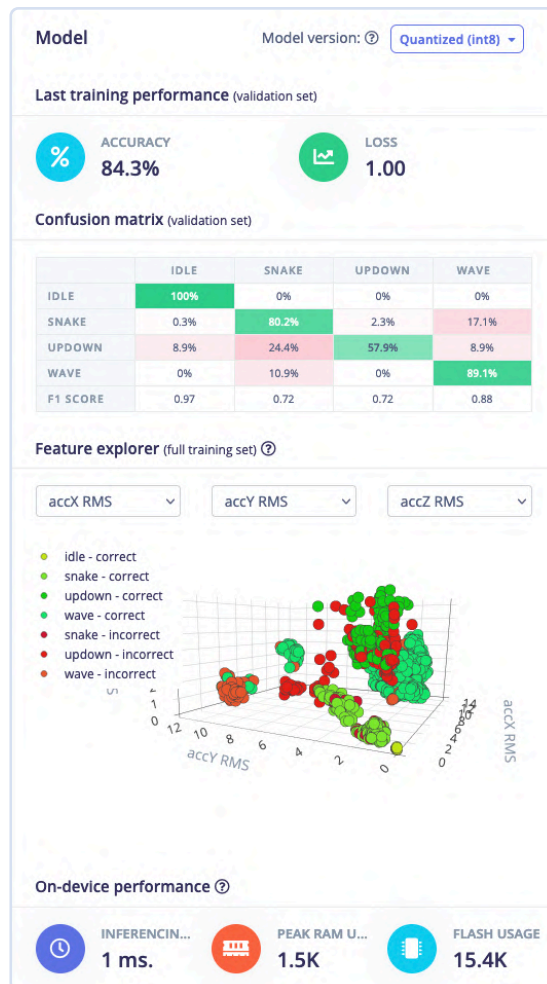 Model
Model version: Quantized (int8)
Last training performance (validation set)
ACCURACY
84.3%
LOSS
1.00
Confusion matrix (validation set)
IDLE SNAKE UPDOWN WAVE
IDLE 100% 0% 0% 0%
SNAKE 0.3% 80.2% 2.3% 17.1%
UPDOWN 8.9% 24.4% 57.9% 8.9%
WAVE 0% 10.9% 0% 89.1%
F1 SCORE 0.97 0.72 0.72 0.88
Feature explorer (full training set)
accX RMS
accY RMS
accZ RMS
idle - correct
snake - correct
updown - correct
wave - correct
snake - incorrect
updown - incorrect
wave - incorrect
S
1
0
12 10 8 6 4 2 0
accY RMS
0 2 4
14
accX RMS
On-device performance
INFERENCIN...
1 ms.
PEAK RAM U...
1.5K
FLASH USAGE
15.4K